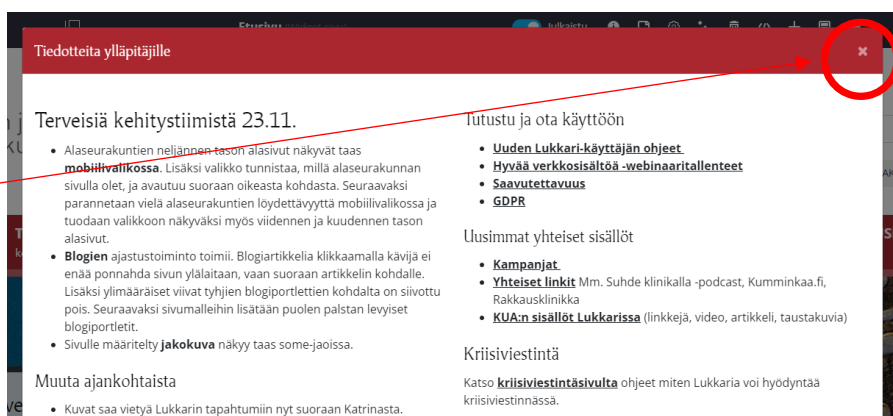 Etusivu
Julkaistu
Tiedotteita ylläpitäjille
Terveisiä kehitystiimistä 23.11.
Alaseurakuntien neljännen tason alasivut näkyvät taas
mobiilivalikossa. Lisäksi valikko tunnistaa, millä alaseurakunnan
sivulla olet, ja avautuu suoraan oikeasta kohdasta. Seuraavaksi
parannetaan vielä alaseurakuntien löydettävyyttä mobiilivalikossa ja
tuodaan valikkoon näkyväksi myös viidennen ja kuudennen tason
alasivut.
Blogien ajastustoiminto toimii. Blogiartikkelia klikkaamalla kävijä ei
enää ponnahda sivun ylälaitaan, vaan suoraan artikkelin kohdalle.
Lisäksi ylimääräiset viivat tyhjien blogiportlettien kohdalta on siivottu
pois. Seuraavaksi sivumalleihin lisätään puolen palstan levyiset
blogiportletit.
Sivulle määritelty jakokuva näkyy taas some-jaoissa.
Muuta ajankohtaista
Kuvat saa vietyä Lukkarin tapahtumiin nyt suoraan Katrinasta.
Tutustu ja ota käyttöön
Uuden Lukkari-käyttäjän ohjeet
Hyvää verkkosisältöä -webinaaritallenteet
Saavutettavuus
GDPR
Uusimmat yhteiset sisällöt
Kampanjat
Yhteiset linkit Mm. Suhde klinikalla -podcast, Kumminkaa.fi,
Rakkausklinikka
KUA:n sisällöt Lukkarissa (linkkejä, video, artikkeli, taustakuvia)
Kriisiviestintä
Katso kriisiviestintäsivulta ohjeet miten Lukkaria voi hyödyntää
kriisiviestinnässä.